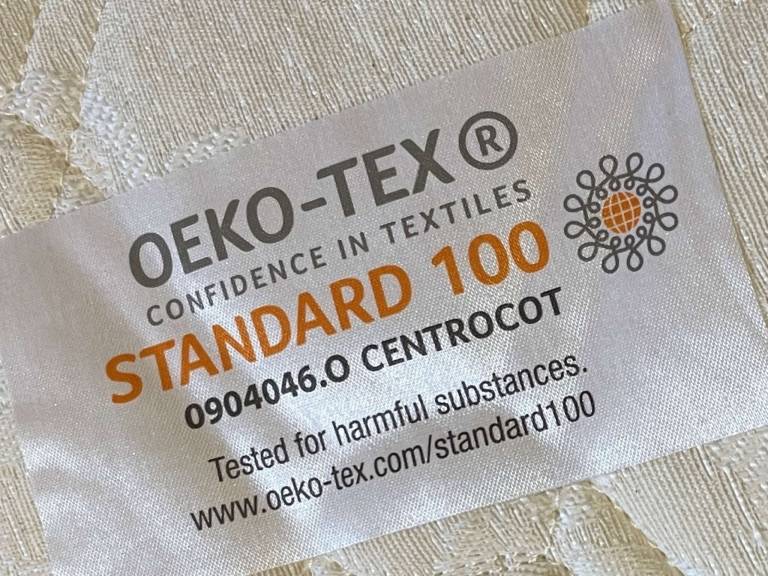 OEKO-TEX®
CONFIDENCE IN TEXTILES
STANDARD 100
0904046.O CENTROCOT
Tested for harmful substances.
www.oeko-tex.com/standard100